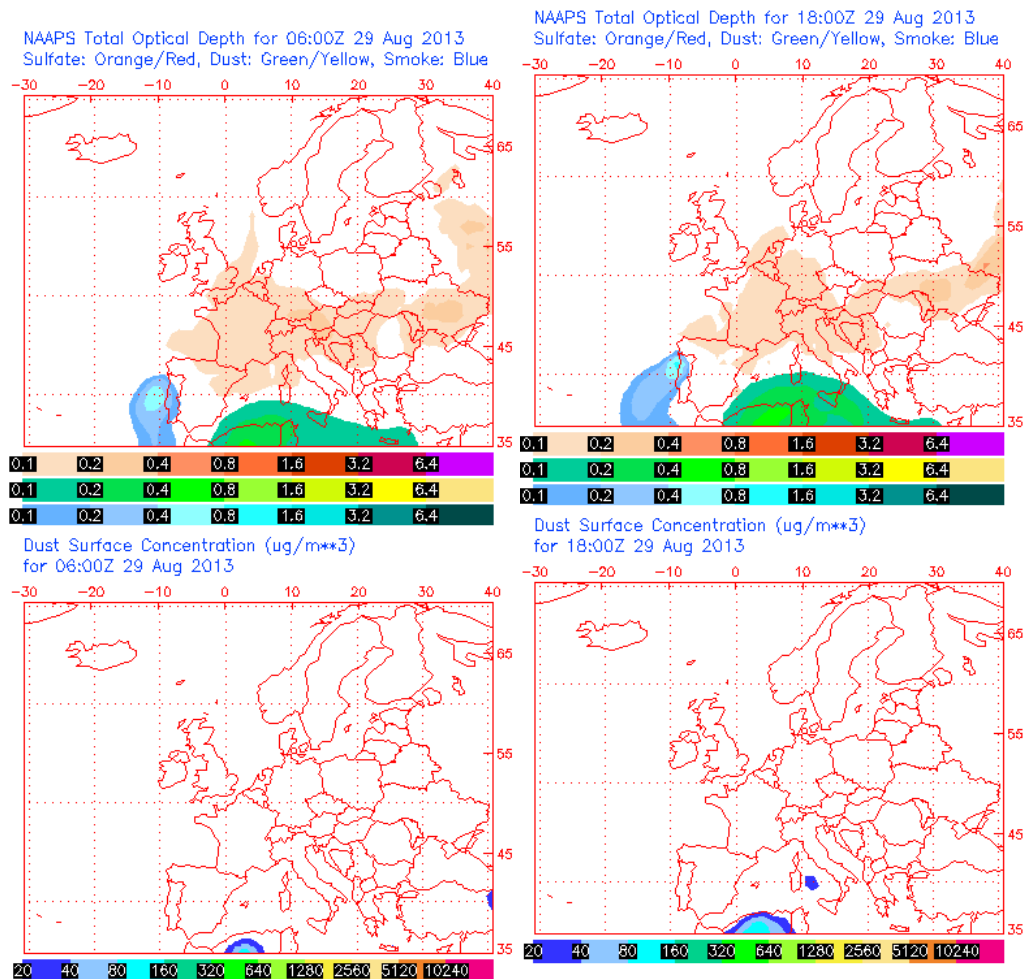 NAAPS Total Optical Depth for 06:00Z 29 Aug 2013
Sulfate: Orange/Red, Dust: Green/Yellow, Smoke: Blue
-30 -20 -10 0 10 20 30 40
65
55
45
35
0.1 0.2 0.4 0.8 1.6 3.2 6.4
0.1 0.2 0.4 0.8 1.6 3.2 6.4
0.1 0.2 0.4 0.8 1.6 3.2 6.4
NAAPS Total Optical Depth for 18:00Z 29 Aug 2013
Sulfate: Orange/Red, Dust: Green/Yellow, Smoke: Blue
-30 -20 -10 0 10 20 30 40
65
55
45
35
0.1 0.2 0.4 0.8 1.6 3.2 6.4
0.1 0.2 0.4 0.8 1.6 3.2 6.4
0.1 0.2 0.4 0.8 1.6 3.2 6.4
Dust Surface Concentration (ug/m**3)
for 06:00Z 29 Aug 2013
-30 -20 -10 0 10 20 30 40
65
55
45
35
20 40 80 160 320 640 1280 2560 5120 10240
Dust Surface Concentration (ug/m**3)
for 18:00Z 29 Aug 2013
-30 -20 -10 0 10 20 30 40
65
55
45
35
20 40 80 160 320 640 1280 2560 5120 10240